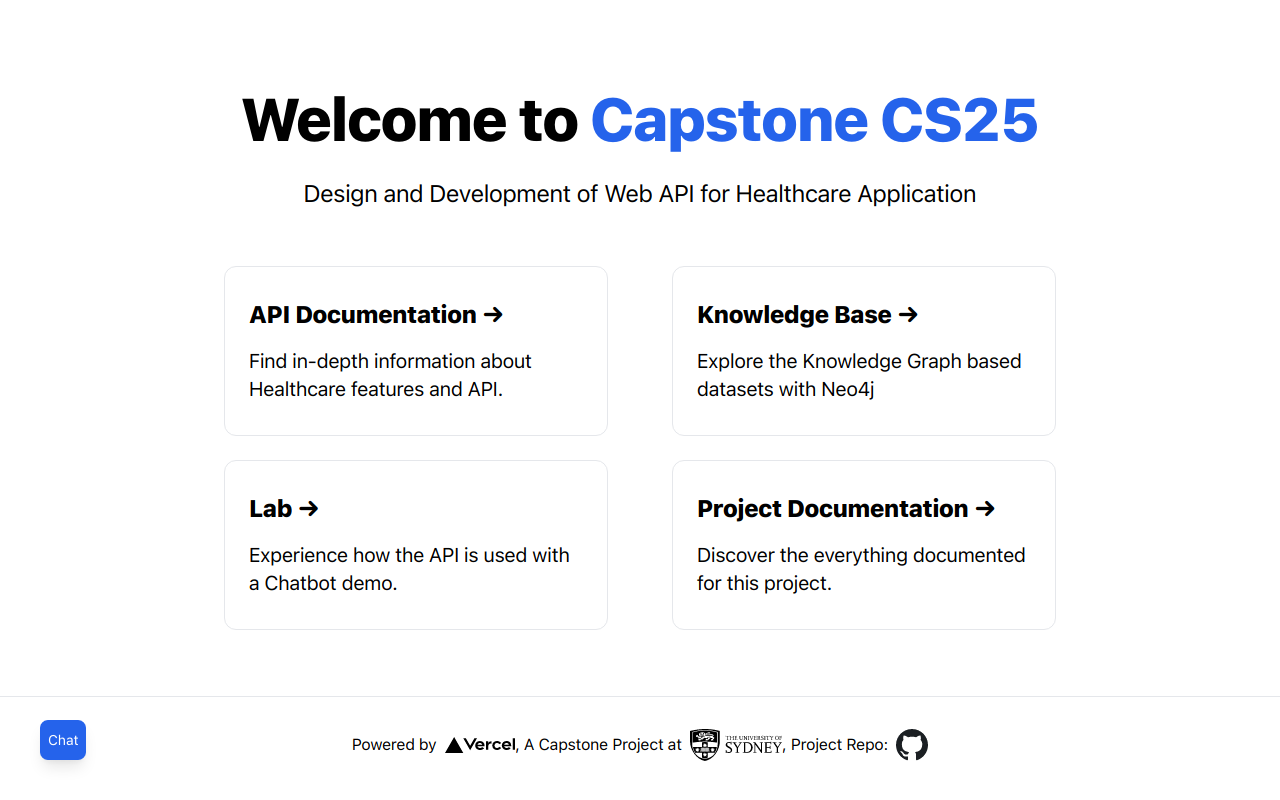 Welcome to Capstone CS25
Design and Development of Web API for Healthcare Application
API Documentation →
Find in-depth information about
Healthcare features and API.
Knowledge Base →
Explore the Knowledge Graph based
datasets with Neo4j
Lab →
Experience how the API is used with
a Chatbot demo.
Project Documentation →
Discover the everything documented
for this project.
Chat
Powered by Vercel, A Capstone Project at THE UNIVERSITY OF SYDNEY, Project Repo: